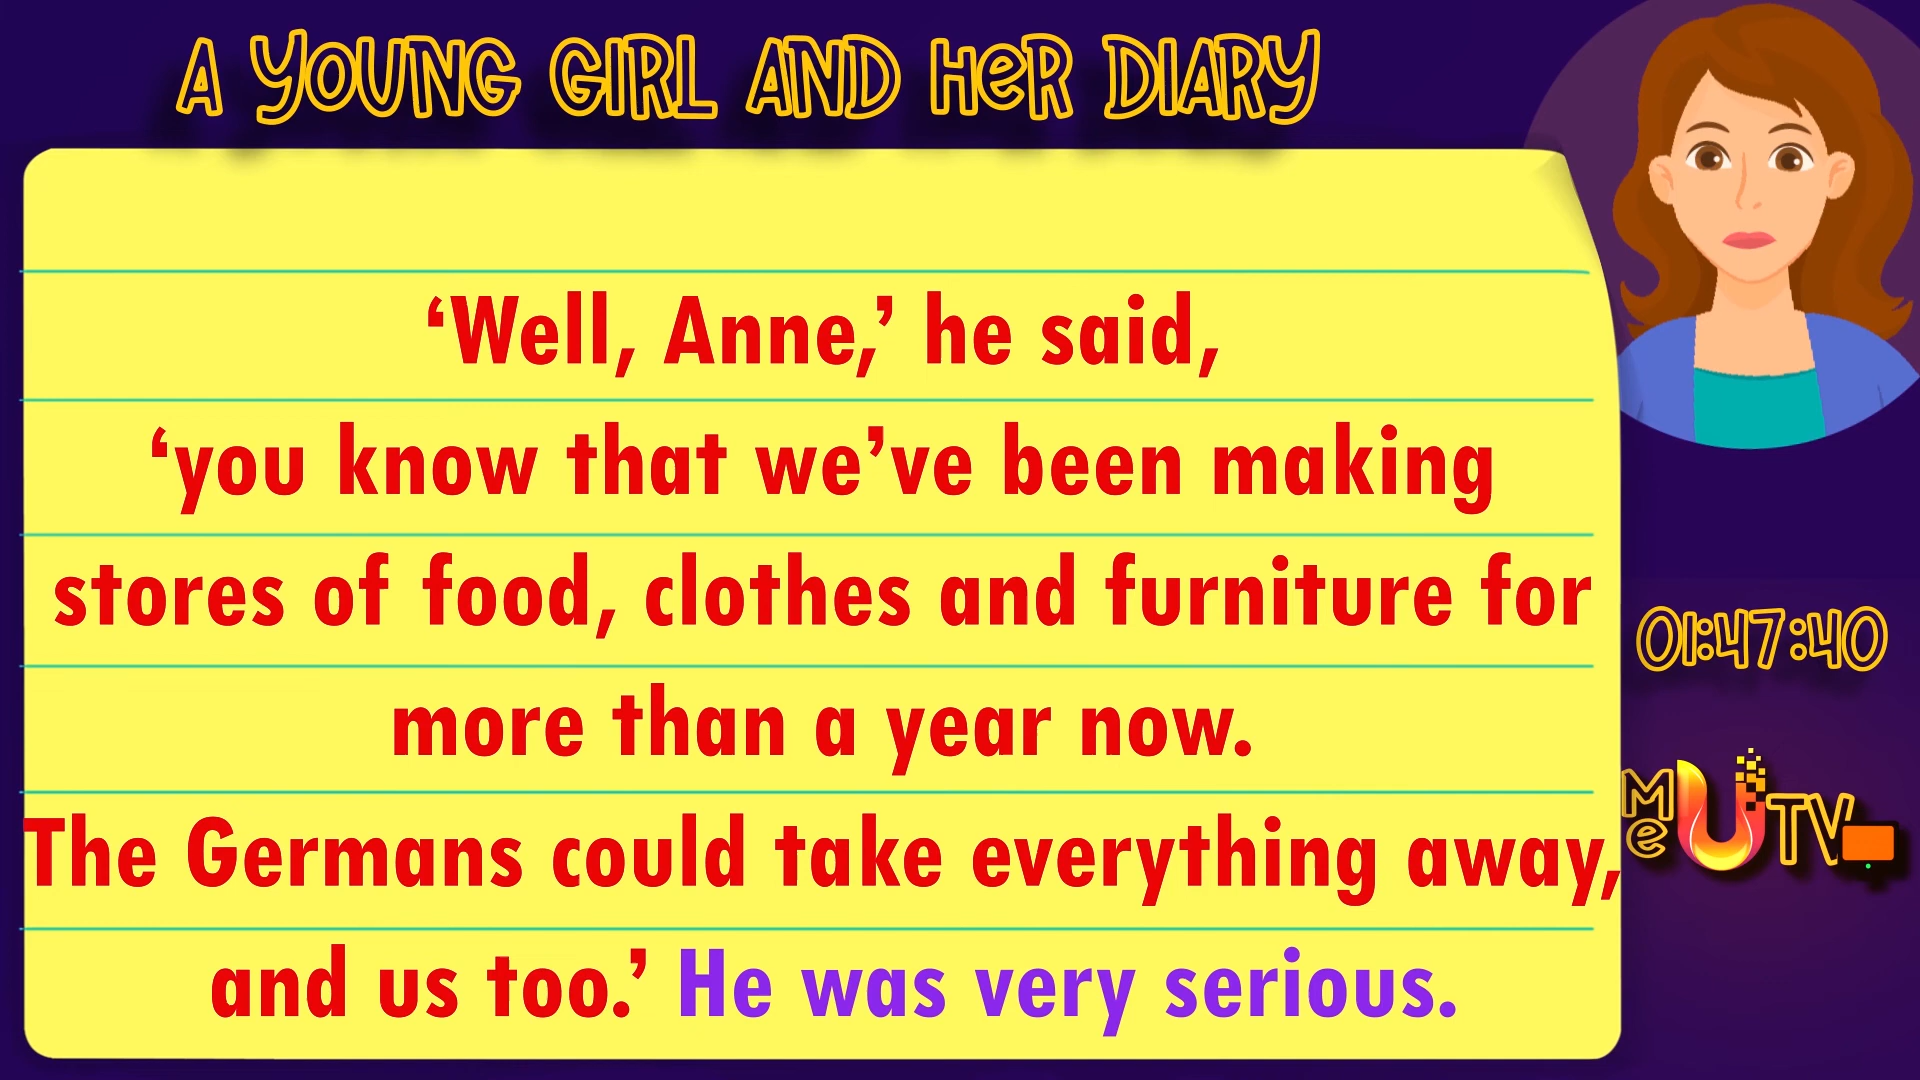 A YOUNG GIRL AND HeR DIARY
‘Well, Anne,’ he said,
‘you know that we’ve been making
stores of food, clothes and furniture for
more than a year now.
The Germans could take everything away,
and us too.’ He was very serious.
01:47:40
Me U TV